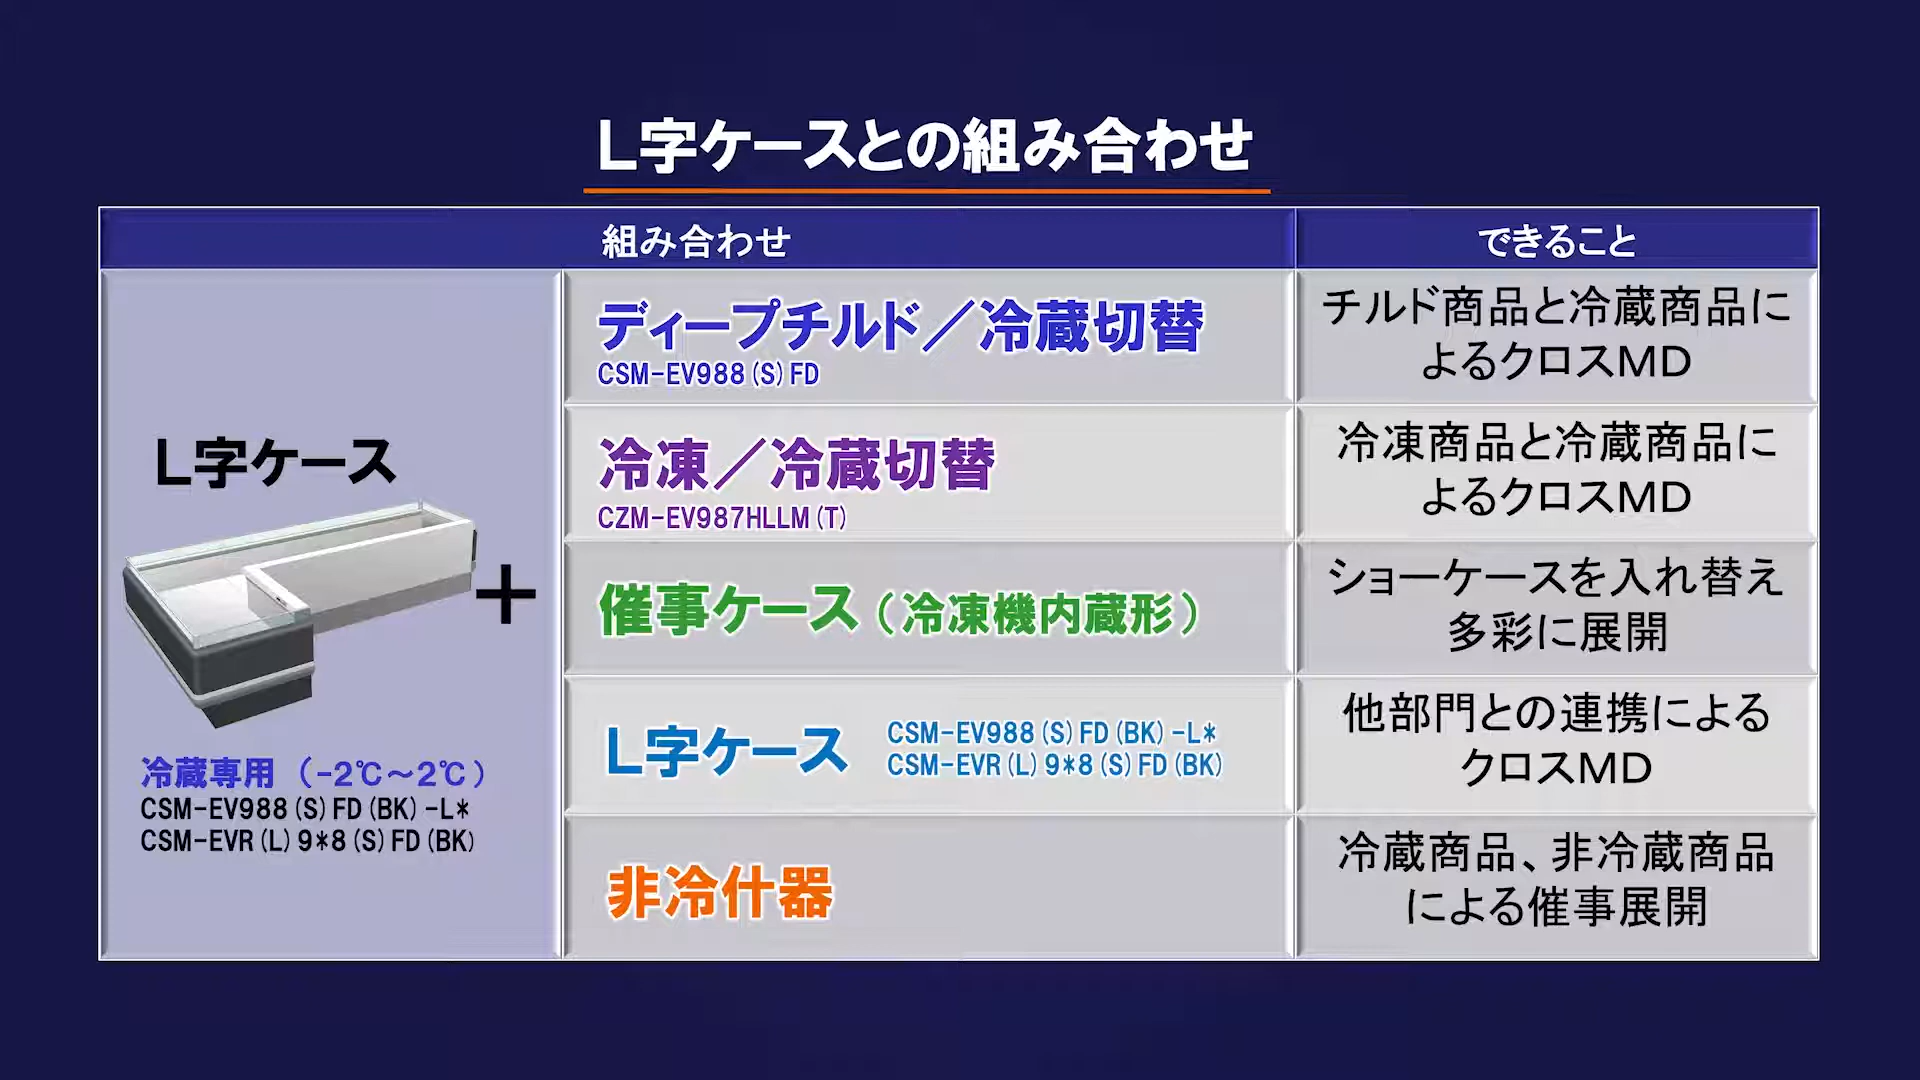 L字ケースとの組み合わせ
組み合わせ
できること
L字ケース
+
冷蔵専用（-2℃～2℃）
CSM-EV988(S)FD(BK)-L*
CSM-EVR(L)9*8(S)FD(BK)
ディープチルド／冷蔵切替
CSM-EV988(S)FD
チルド商品と冷蔵商品に
よるクロスMD
冷凍／冷蔵切替
CZM-EV987HLLM(T)
冷凍商品と冷蔵商品に
よるクロスMD
催事ケース（冷凍機内蔵形）
ショーケースを入れ替え
多彩に展開
L字ケース
CSM-EV988(S)FD(BK)-L*
CSM-EVR(L)9*8(S)FD(BK)
他部門との連携による
クロスMD
非冷什器
冷蔵商品、非冷蔵商品
による催事展開